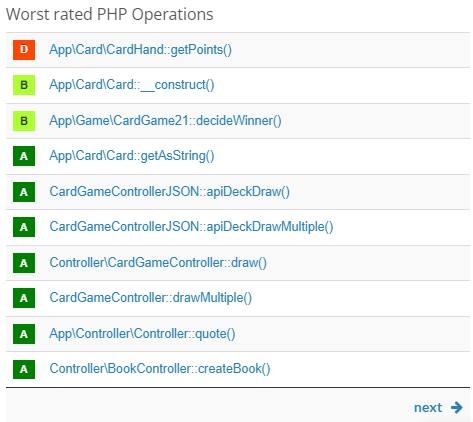 Worst rated PHP Operations
D App\Card\CardHand::getPoints()
B App\Card\Card::__construct()
B App\Game\CardGame21::decideWinner()
A App\Card\Card::getAsString()
A CardGameControllerJSON::apiDeckDraw()
A CardGameControllerJSON::apiDeckDrawMultiple()
A Controller\CardGameController::draw()
A CardGameController::drawMultiple()
A App\Controller\Controller::quote()
A Controller\BookController::createBook()
next